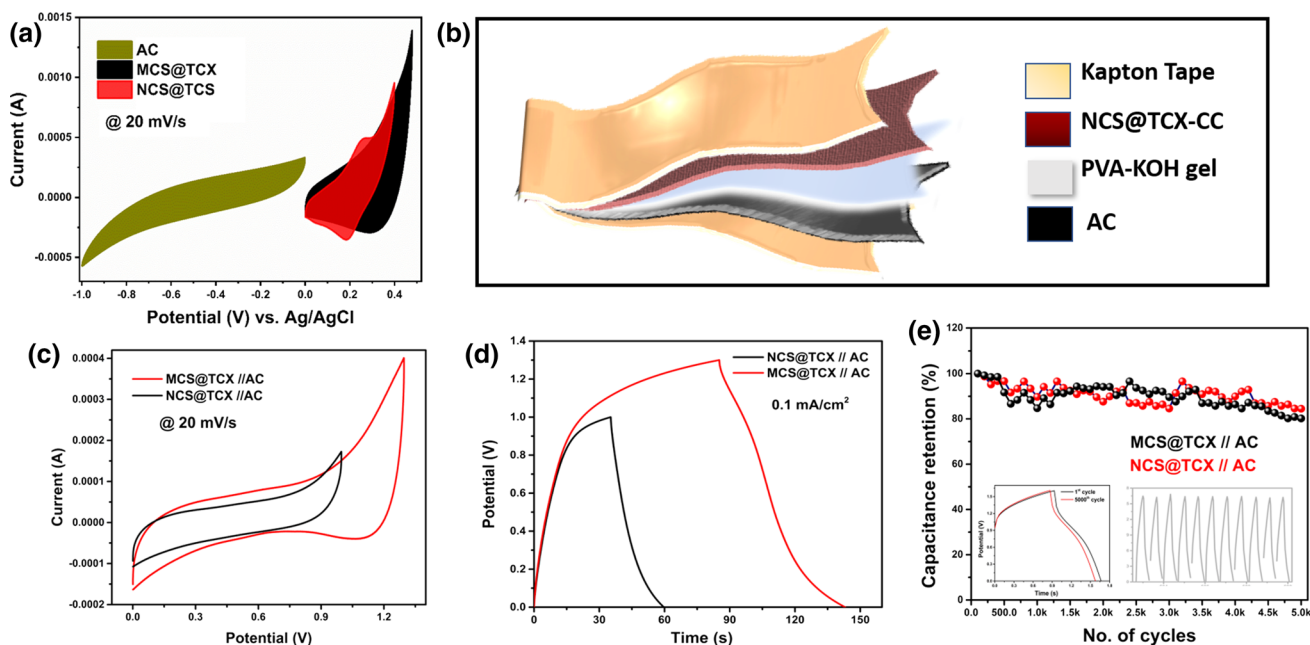 (a)
0.0015
0.0010
0.0005
0.0000
-0.0005
Current (A)
AC
MCS@TCX
NCS@TCS
@ 20 mV/s
-1.0 -0.8 -0.6 -0.4 -0.2 0.0 0.2 0.4
Potential (V) vs. Ag/AgCl
(b)
Kapton Tape
NCS@TCX-CC
PVA-KOH gel
AC
(c)
0.0004
0.0003
0.0002
0.0001
0.0000
-0.0001
-0.0002
Current (A)
MCS@TCX //AC
NCS@TCX //AC
@ 20 mV/s
0.0 0.3 0.6 0.9 1.2
Potential (V)
(d)
1.4
1.2
1.0
0.8
0.6
0.4
0.2
0.0
Potential (V)
NCS@TCX // AC
MCS@TCX // AC
0.1 mA/cm²
0 30 60 90 120 150
Time (s)
(e)
120
100
80
60
40
20
0
Capacitance retention (%)
MCS@TCX // AC
NCS@TCX // AC
1st cycle
5000th cycle
Potential (V)
Time (s)
500.0 1.0k 1.5k 2.0k 2.5k 3.0k 3.5k 4.0k 4.5k 5.0k
No. of cycles